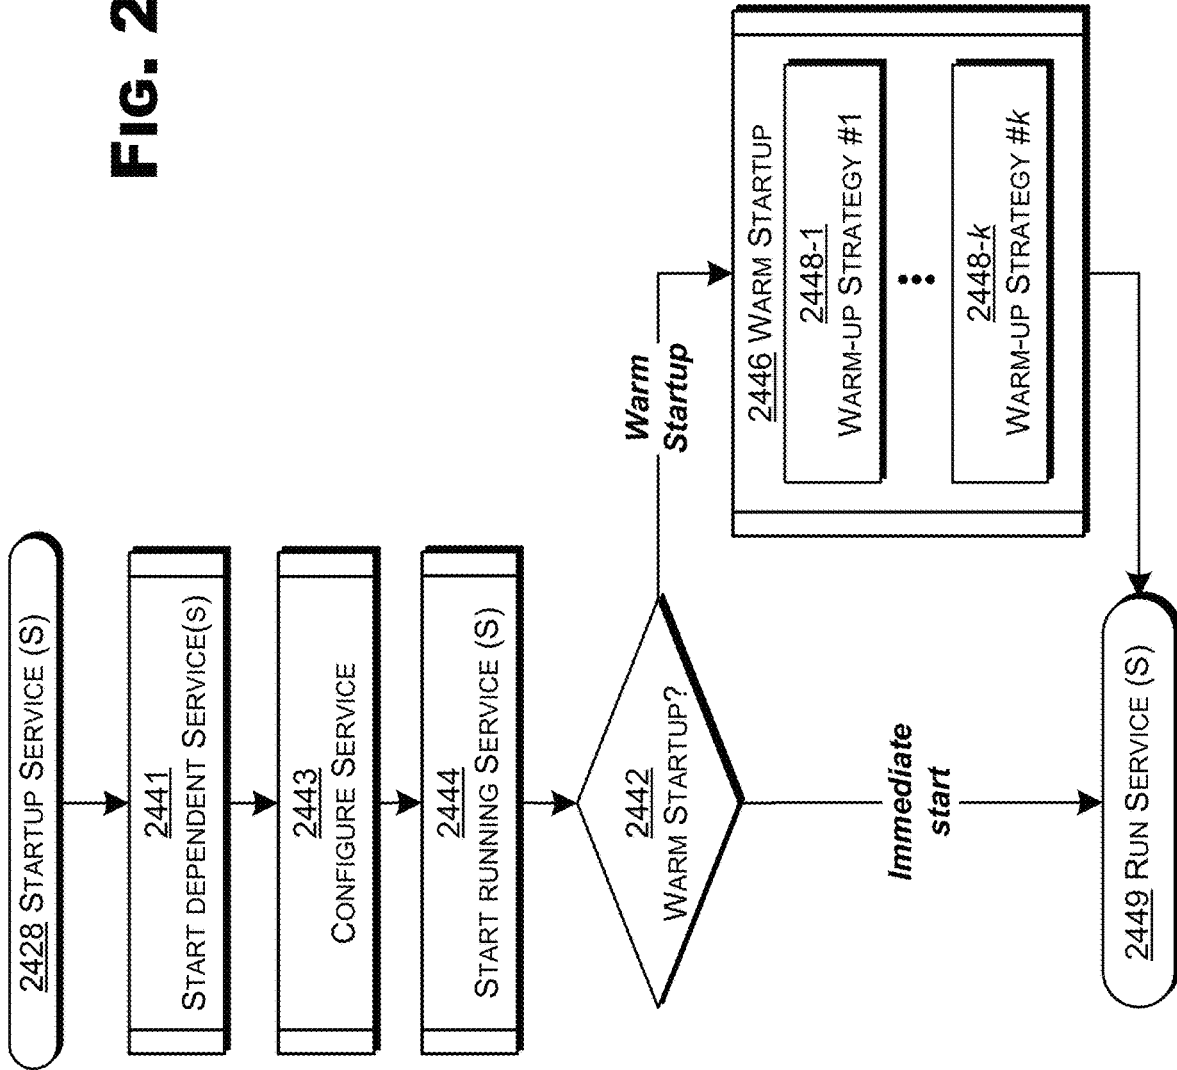 FIG. 2
2428 STARTUP SERVICE (S)
2441
START DEPENDENT SERVICE(S)
2443
CONFIGURE SERVICE
2444
START RUNNING SERVICE (S)
2442
WARM STARTUP?
Warm
Startup
2446 WARM STARTUP
2448-1
WARM-UP STRATEGY #1
2448-k
WARM-UP STRATEGY #k
Immediate
start
2449 RUN SERVICE (S)